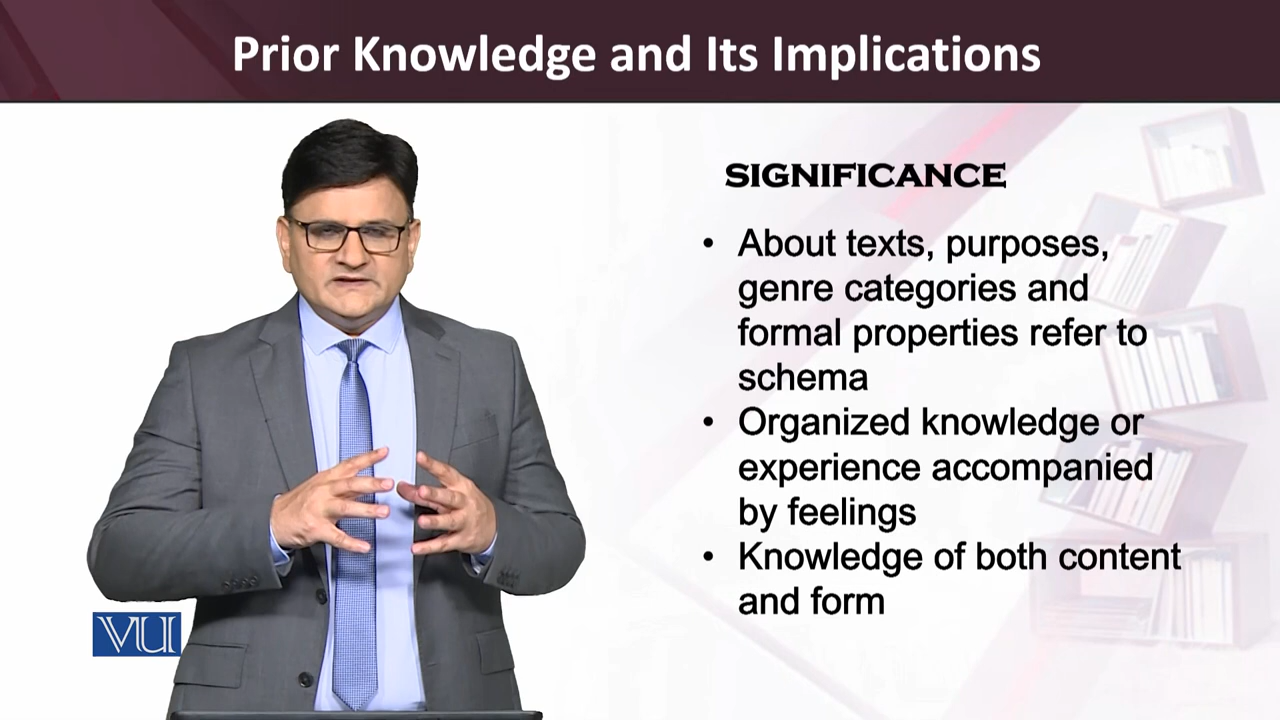 Prior Knowledge and Its Implications
SIGNIFICANCE
• About texts, purposes,
genre categories and
formal properties refer to
schema
• Organized knowledge or
experience accompanied
by feelings
• Knowledge of both content
and form
VU